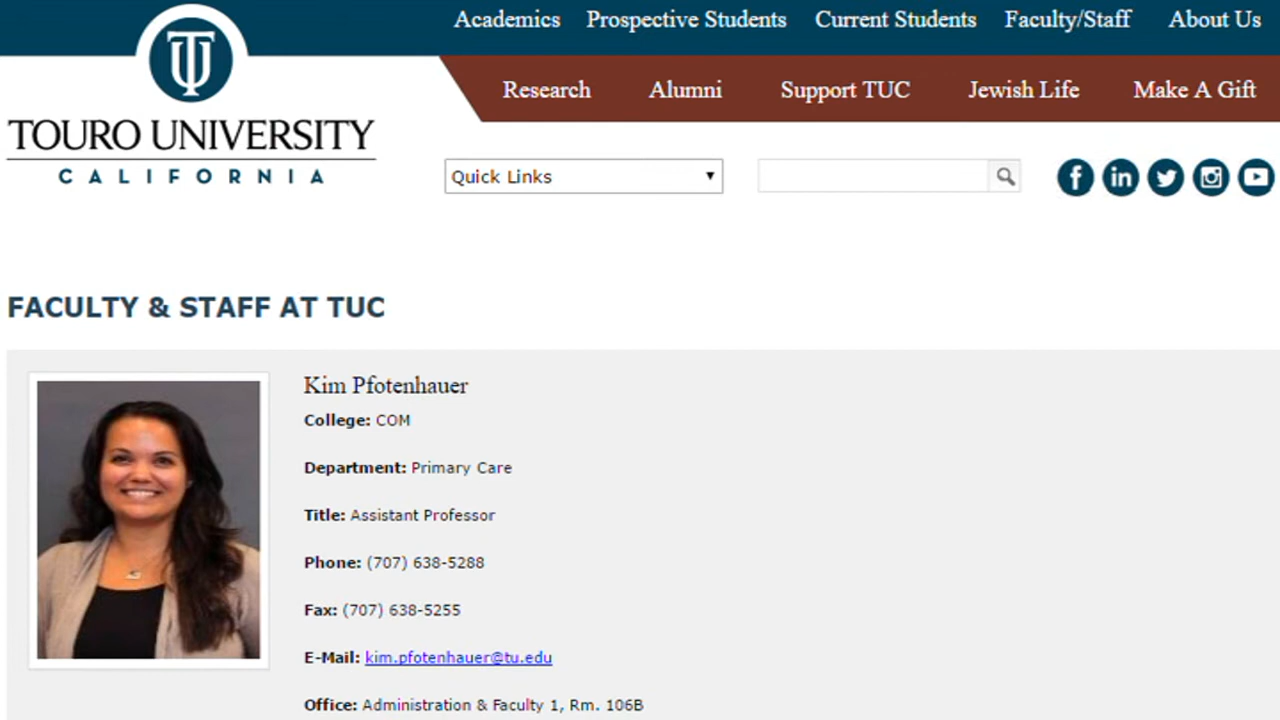 Academics Prospective Students Current Students Faculty/Staff About Us
Research Alumni Support TUC Jewish Life Make A Gift
TOURO UNIVERSITY
CALIFORNIA
Quick Links
FACULTY & STAFF AT TUC
Kim Pfotenhauer
College: COM
Department: Primary Care
Title: Assistant Professor
Phone: (707) 638-5288
Fax: (707) 638-5255
E-Mail: kim.pfotenhauer@tu.edu
Office: Administration & Faculty 1, Rm. 106B